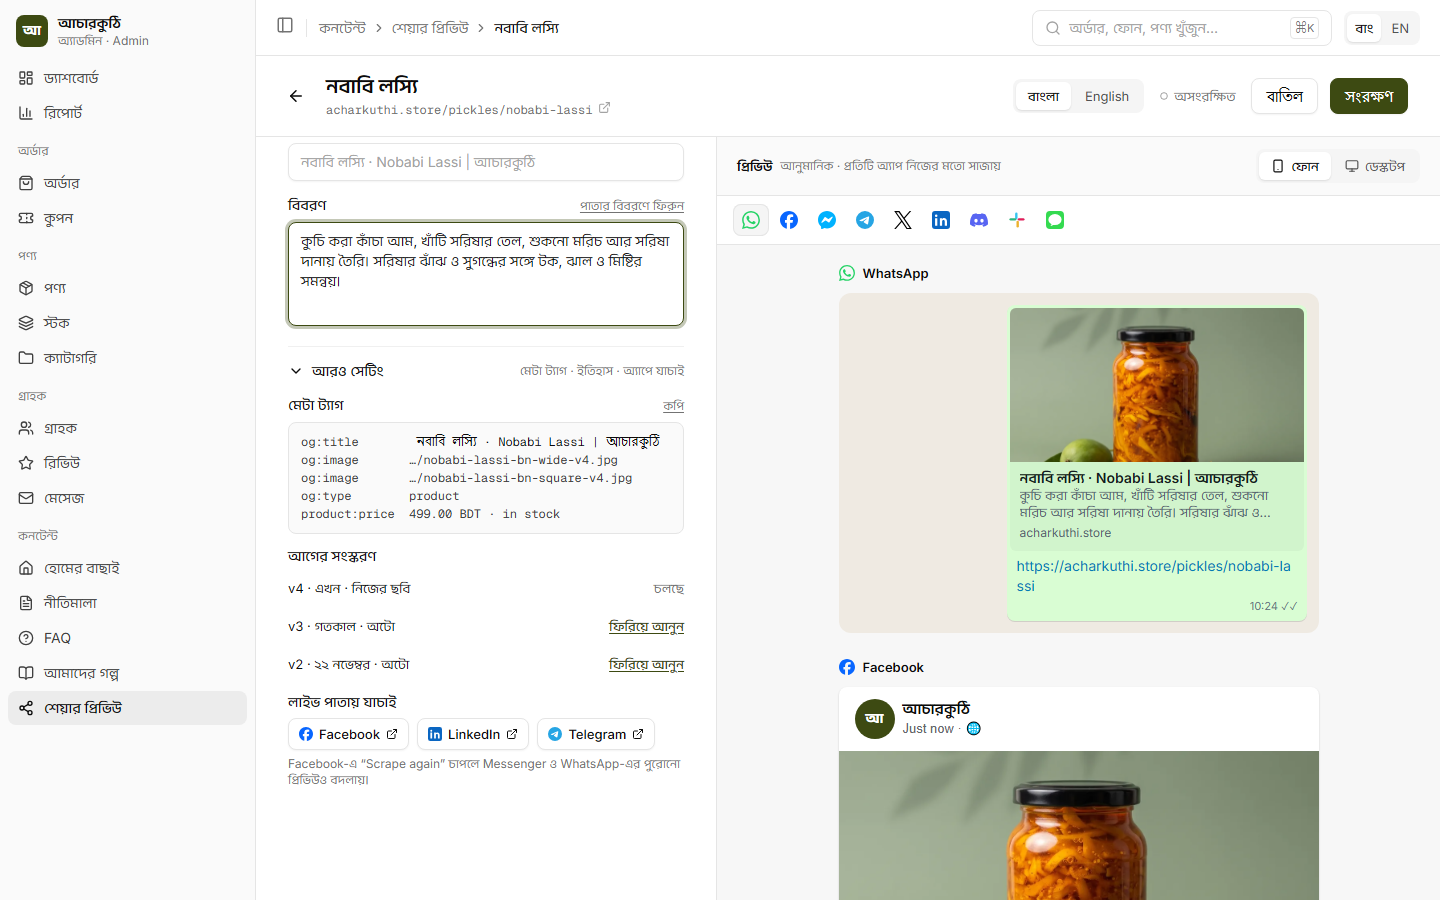 আ
আচারকুঠি
অ্যাডমিন · Admin
ড্যাশবোর্ড
রিপোর্ট
অর্ডার
অর্ডার
কুপন
পণ্য
পণ্য
স্টক
ক্যাটাগরি
গ্রাহক
গ্রাহক
রিভিউ
মেসেজ
কনটেন্ট
হোমের বাছাই
নীতিমালা
FAQ
আমাদের গল্প
শেয়ার প্রিভিউ
কনটেন্ট > শেয়ার প্রিভিউ > নবাবি লস্যি
অর্ডার, ফোন, পণ্য খুঁজুন... ⌘K
বাং EN
নবাবি লস্যি
acharkuthi.store/pickles/nobabi-lassi
বাংলা English
অসংরক্ষিত
বাতিল
সংরক্ষণ
নবাবি লস্যি · Nobabi Lassi | আচারকুঠি
বিবরণ
পাতার বিবরণে ফিরুন
কুচি করা কাঁচা আম, খাঁটি সরিষার তেল, শুকনো মরিচ আর সরিষা
দানায় তৈরি। সরিষার ঝাঁঝ ও সুগন্ধের সঙ্গে টক, ঝাল ও মিষ্টির
সমন্বয়।
আরও সেটিং
মেটা ট্যাগ · ইতিহাস · অ্যাপে যাচাই
মেটা ট্যাগ
কপি
og:title নবাবি লস্যি · Nobabi Lassi | আচারকুঠি
og:image …/nobabi-lassi-bn-wide-v4.jpg
og:image …/nobabi-lassi-bn-square-v4.jpg
og:type product
product:price 499.00 BDT · in stock
আগের সংস্করণ
v4 · এখন · নিজের ছবি চলছে
v3 · গতকাল · অটো ফিরিয়ে আনুন
v2 · ২২ নভেম্বর · অটো ফিরিয়ে আনুন
লাইভ পাতায় যাচাই
Facebook
LinkedIn
Telegram
Facebook-এ “Scrape again” চাপলে Messenger ও WhatsApp-এর পুরোনো
প্রিভিউও বদলায়।
প্রিভিউ আনুমানিক · প্রতিটি অ্যাপ নিজের মতো সাজায়
ফোন
ডেস্কটপ
WhatsApp
নবাবি লস্যি · Nobabi Lassi | আচারকুঠি
কুচি করা কাঁচা আম, খাঁটি সরিষার তেল, শুকনো
মরিচ আর সরিষা দানায় তৈরি। সরিষার ঝাঁঝ ও...
acharkuthi.store
https://acharkuthi.store/pickles/nobabi-la
ssi
10:24 ✓✓
Facebook
আ
আচারকুঠি
Just now ·